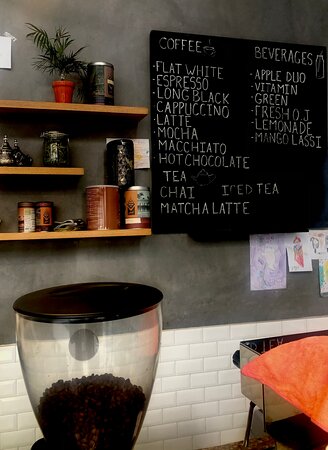 COFFEE
FLAT WHITE
ESPRESSO
LONG BLACK
CAPPUCCINO
LATTE
MOCHA
MACCHIATO
HOT CHOCOLATE
TEA
CHAI
ICED TEA
MATCHA LATTE
BEVERAGES
APPLE DUO
VITAMIN
GREEN
FRESH O.J
LEMONADE
MANGO LASSI